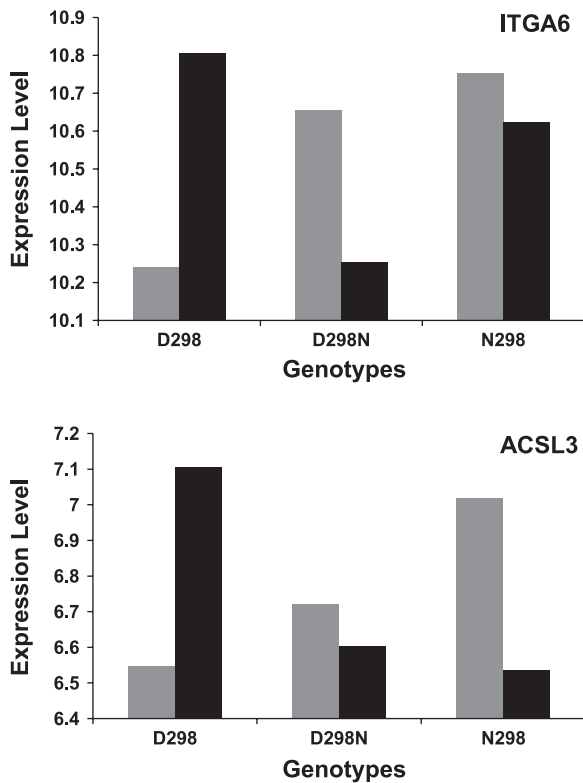 ITGA6
Expression Level
10.9
10.8
10.7
10.6
10.5
10.4
10.3
10.2
10.1
D298 D298N N298
Genotypes
ACSL3
Expression Level
7.2
7.1
7
6.9
6.8
6.7
6.6
6.5
6.4
D298 D298N N298
Genotypes